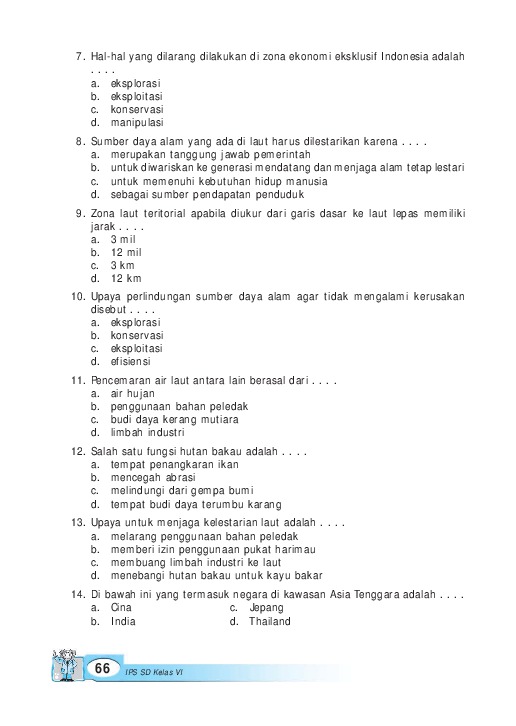 7. Hal-hal yang dilarang dilakukan di zona ekonomi eksklusif Indonesia adalah
. . . .
a. eksplorasi
b. eksploitasi
c. konservasi
d. manipulasi
8. Sumber daya alam yang ada di laut harus dilestarikan karena . . . .
a. merupakan tanggung jawab pemerintah
b. untuk diwariskan ke generasi mendatang dan menjaga alam tetap lestari
c. untuk memenuhi kebutuhan hidup manusia
d. sebagai sumber pendapatan penduduk
9. Zona laut teritorial apabila diukur dari garis dasar ke laut lepas memiliki
jarak . . . .
a. 3 mil
b. 12 mil
c. 3 km
d. 12 km
10. Upaya perlindungan sumber daya alam agar tidak mengalami kerusakan
disebut . . . .
a. eksplorasi
b. konservasi
c. eksploitasi
d. efisiensi
11. Pencemaran air laut antara lain berasal dari . . . .
a. air hujan
b. penggunaan bahan peledak
c. budi daya kerang mutiara
d. limbah industri
12. Salah satu fungsi hutan bakau adalah . . . .
a. tempat penangkaran ikan
b. mencegah abrasi
c. melindungi dari gempa bumi
d. tempat budi daya terumbu karang
13. Upaya untuk menjaga kelestarian laut adalah . . . .
a. melarang penggunaan bahan peledak
b. memberi izin penggunaan pukat harimau
c. membuang limbah industri ke laut
d. menebangi hutan bakau untuk kayu bakar
14. Di bawah ini yang termasuk negara di kawasan Asia Tenggara adalah . . . .
a. Cina c. Jepang
b. India d. Thailand
66 IPS SD Kelas VI